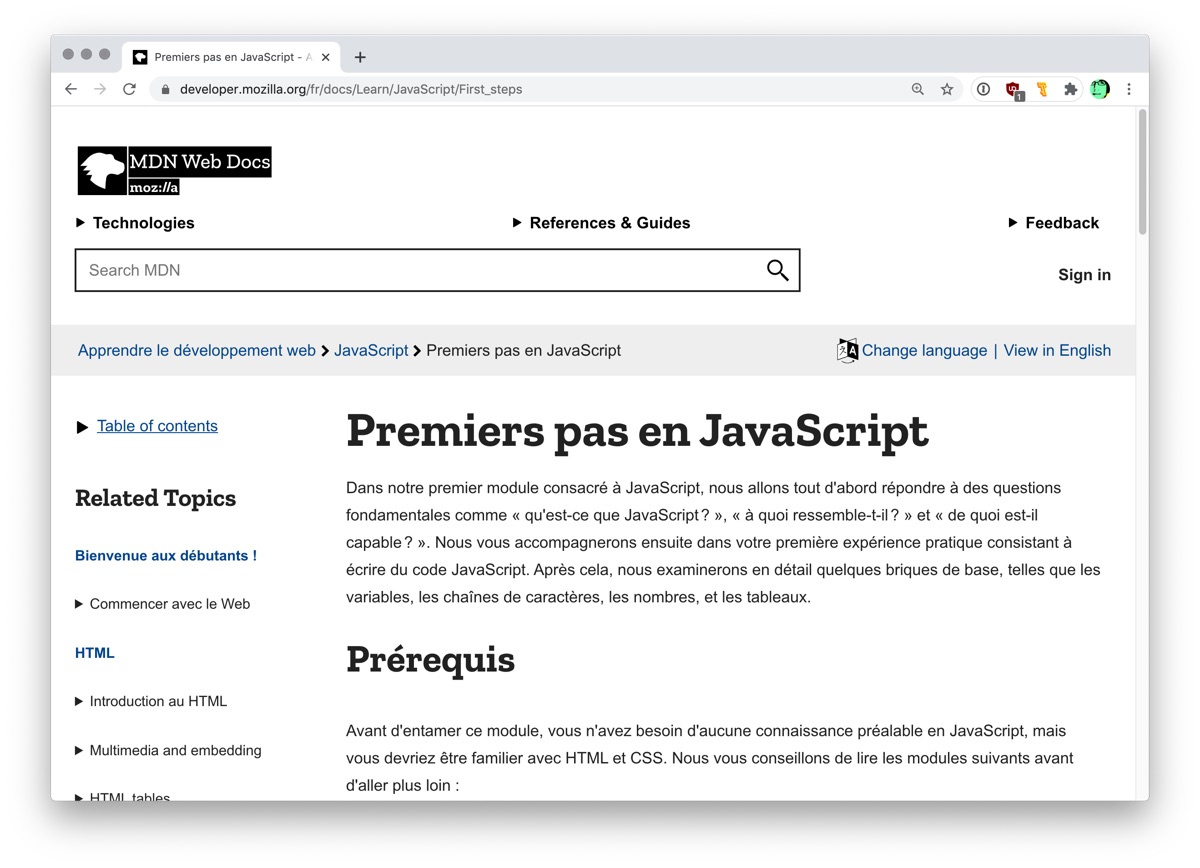 Premiers pas en JavaScript - A
developer.mozilla.org/fr/docs/Learn/JavaScript/First_steps
1
MDN Web Docs
moz://a
Technologies
References & Guides
Feedback
Search MDN
Sign in
Apprendre le développement web > JavaScript > Premiers pas en JavaScript
Change language | View in English
Table of contents
Related Topics
Bienvenue aux débutants !
Commencer avec le Web
HTML
Introduction au HTML
Multimedia and embedding
HTML tables
Premiers pas en JavaScript
Dans notre premier module consacré à JavaScript, nous allons tout d'abord répondre à des questions
fondamentales comme « qu'est-ce que JavaScript ? », « à quoi ressemble-t-il ? » et « de quoi est-il
capable ? ». Nous vous accompagnerons ensuite dans votre première expérience pratique consistant à
écrire du code JavaScript. Après cela, nous examinerons en détail quelques briques de base, telles que les
variables, les chaînes de caractères, les nombres, et les tableaux.
Prérequis
Avant d'entamer ce module, vous n'avez besoin d'aucune connaissance préalable en JavaScript, mais
vous devriez être familier avec HTML et CSS. Nous vous conseillons de lire les modules suivants avant
d'aller plus loin :